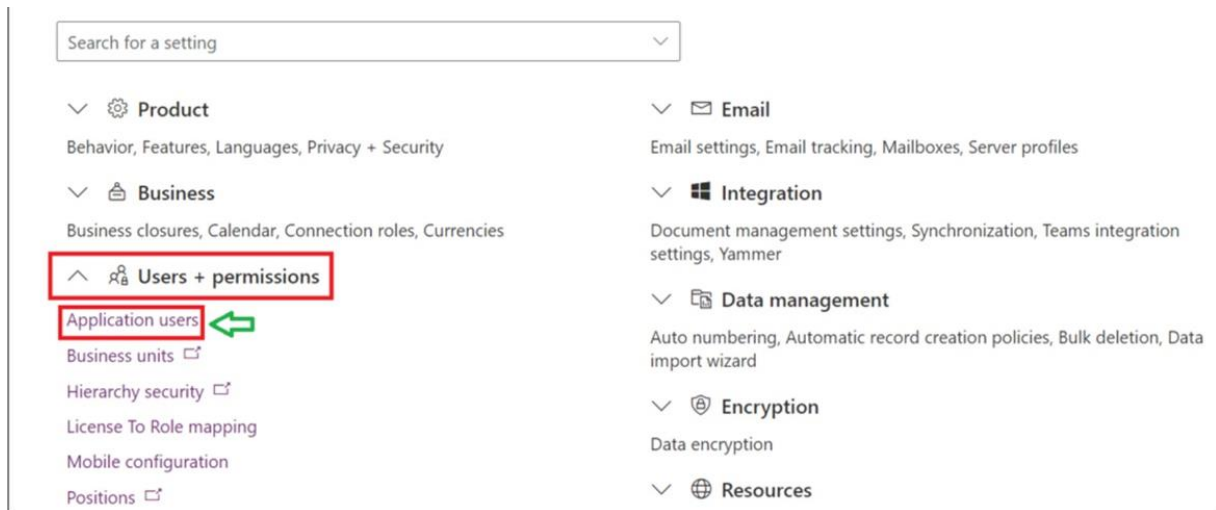 Search for a setting
Product
Behavior, Features, Languages, Privacy + Security
Business
Business closures, Calendar, Connection roles, Currencies
Users + permissions
Application users
Business units
Hierarchy security
License To Role mapping
Mobile configuration
Positions
Email
Email settings, Email tracking, Mailboxes, Server profiles
Integration
Document management settings, Synchronization, Teams integration
settings, Yammer
Data management
Auto numbering, Automatic record creation policies, Bulk deletion, Data
import wizard
Encryption
Data encryption
Resources